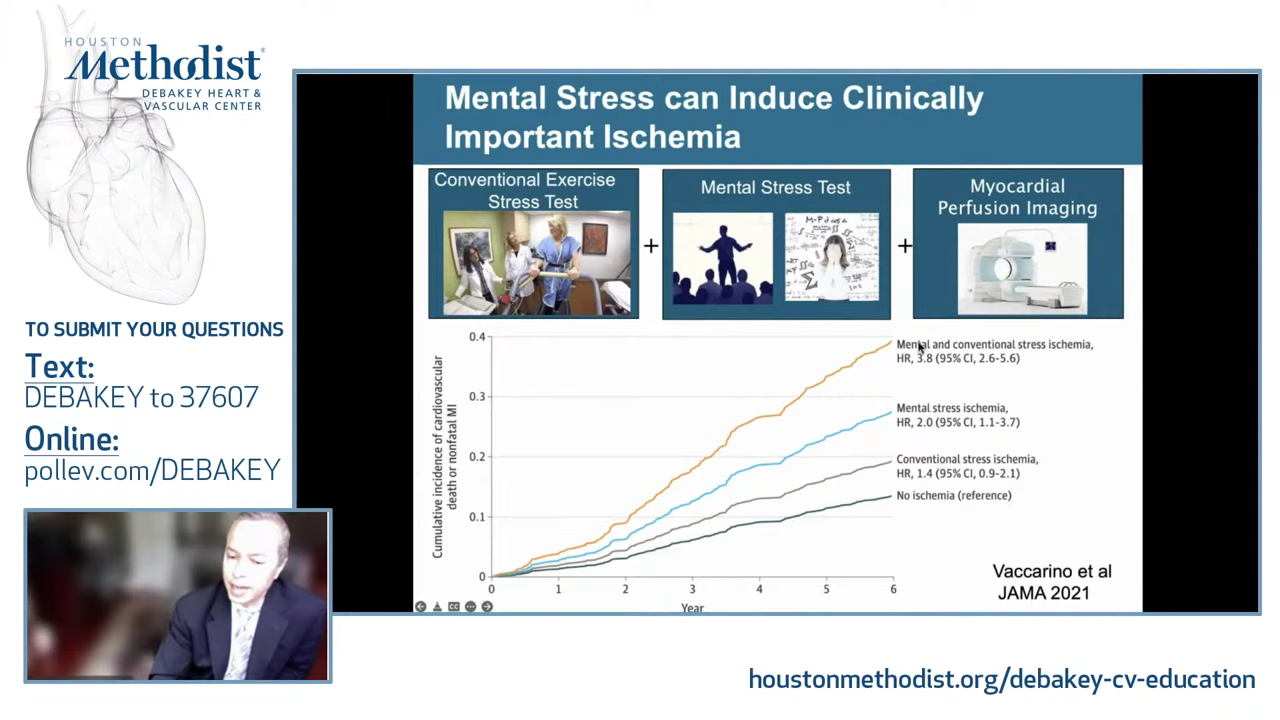 HOUSTON
Methodist®
DEBAKEY HEART &
VASCULAR CENTER
TO SUBMIT YOUR QUESTIONS
Text:
DEBAKEY to 37607
Online:
pollev.com/DEBAKEY
Mental Stress can Induce Clinically
Important Ischemia
Conventional Exercise
Stress Test
+
Mental Stress Test
+
Myocardial
Perfusion Imaging
Cumulative incidence of cardiovascular
death or nonfatal MI
0.4
0.3
0.2
0.1
0
0 1 2 3 4 5 6
Year
Mental and conventional stress ischemia,
HR, 3.8 (95% CI, 2.6-5.6)
Mental stress ischemia,
HR, 2.0 (95% CI, 1.1-3.7)
Conventional stress ischemia,
HR, 1.4 (95% CI, 0.9-2.1)
No ischemia (reference)
Vaccarino et al
JAMA 2021
houstonmethodist.org/debakey-cv-education